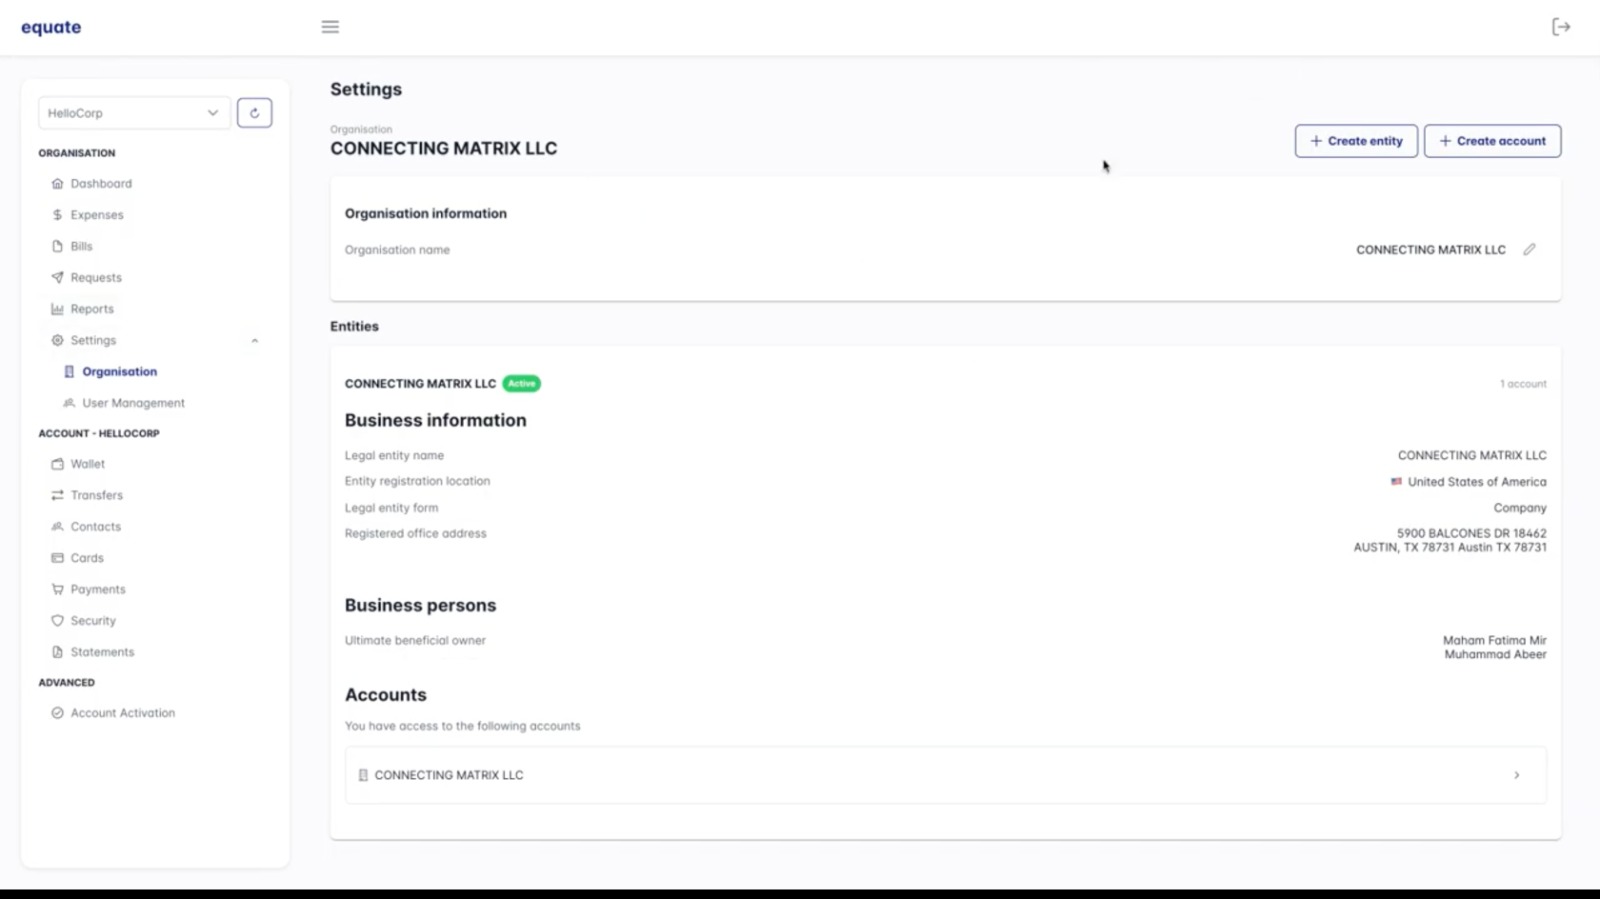 equate
HelloCorp
ORGANISATION
Dashboard
Expenses
Bills
Requests
Reports
Settings
Organisation
User Management
ACCOUNT - HELLOCORP
Wallet
Transfers
Contacts
Cards
Payments
Security
Statements
ADVANCED
Account Activation
Settings
Organisation
CONNECTING MATRIX LLC
+ Create entity
+ Create account
Organisation information
Organisation name CONNECTING MATRIX LLC
Entities
CONNECTING MATRIX LLC Active 1 account
Business information
Legal entity name CONNECTING MATRIX LLC
Entity registration location United States of America
Legal entity form Company
Registered office address 5900 BALCONES DR 18462
AUSTIN, TX 78731 Austin TX 78731
Business persons
Ultimate beneficial owner Maham Fatima Mir
Muhammad Abeer
Accounts
You have access to the following accounts
CONNECTING MATRIX LLC